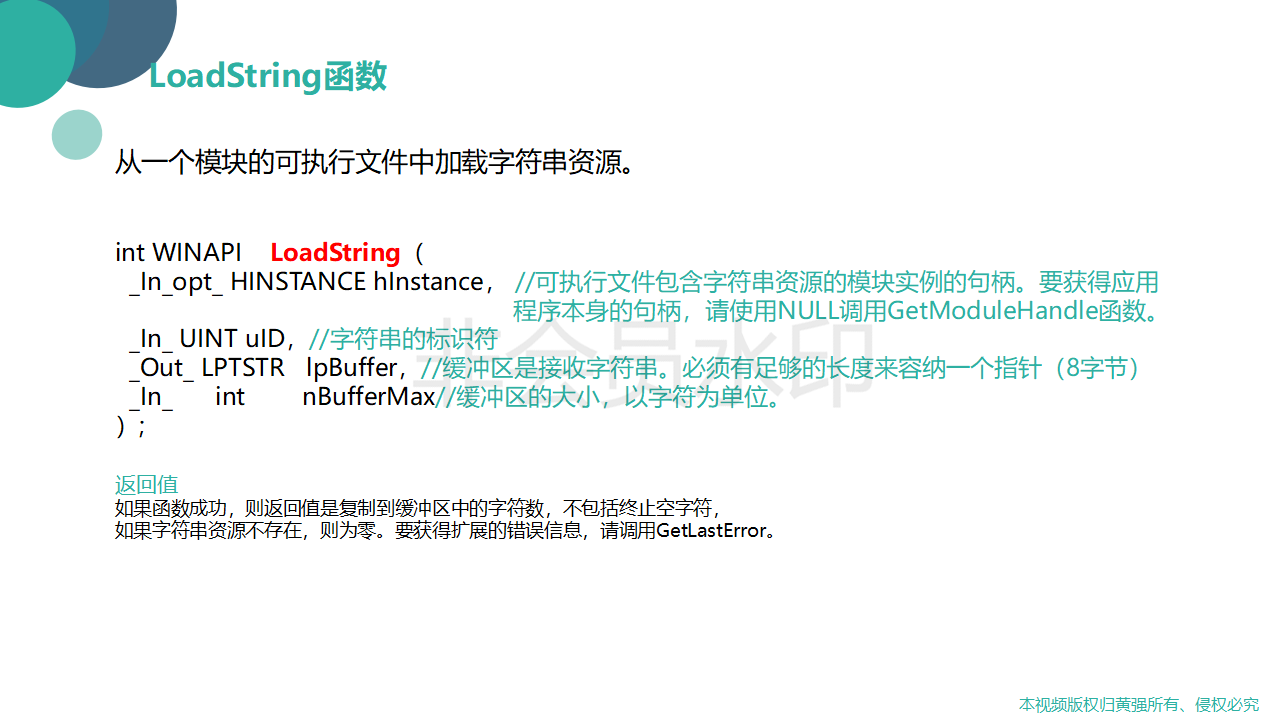 LoadString函数
从一个模块的可执行文件中加载字符串资源。
int WINAPI LoadString（
_In_opt_ HINSTANCE hInstance， //可执行文件包含字符串资源的模块实例的句柄。要获得应用
程序本身的句柄，请使用NULL调用GetModuleHandle函数。
_In_ UINT uID，//字符串的标识符
_Out_ LPTSTR lpBuffer，//缓冲区是接收字符串。必须有足够的长度来容纳一个指针（8字节）
_In_ int nBufferMax//缓冲区的大小，以字符为单位。
）;
非会员水印
返回值
如果函数成功，则返回值是复制到缓冲区中的字符数，不包括终止空字符，
如果字符串资源不存在，则为零。要获得扩展的错误信息，请调用GetLastError。
本视频版权归黄强所有、侵权必究